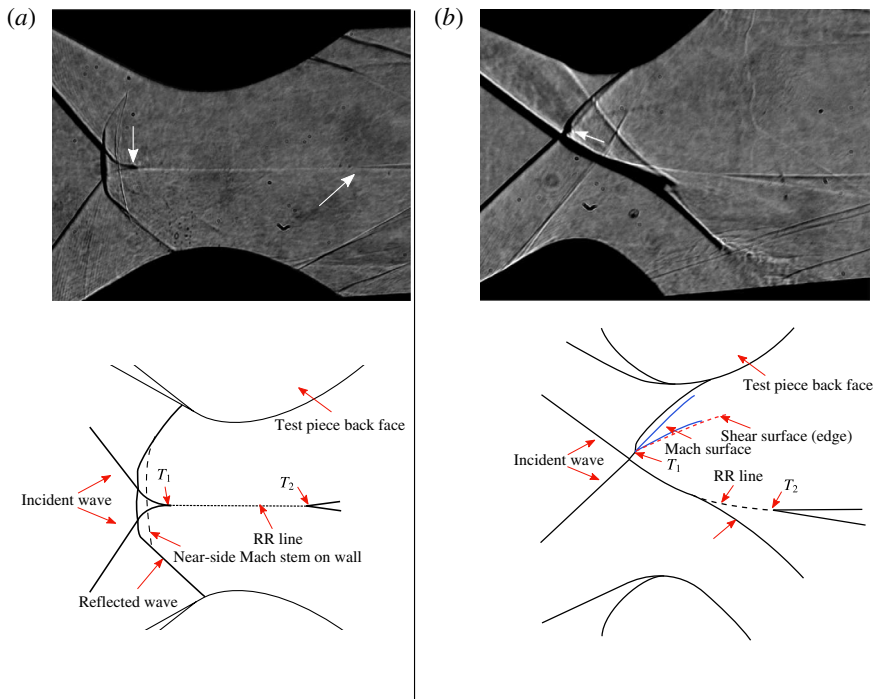 (a)
(b)
Test piece back face
T1
T2
Incident wave
RR line
Near-side Mach stem on wall
Reflected wave
Test piece back face
Shear surface (edge)
Mach surface
T1
Incident wave
RR line
T2